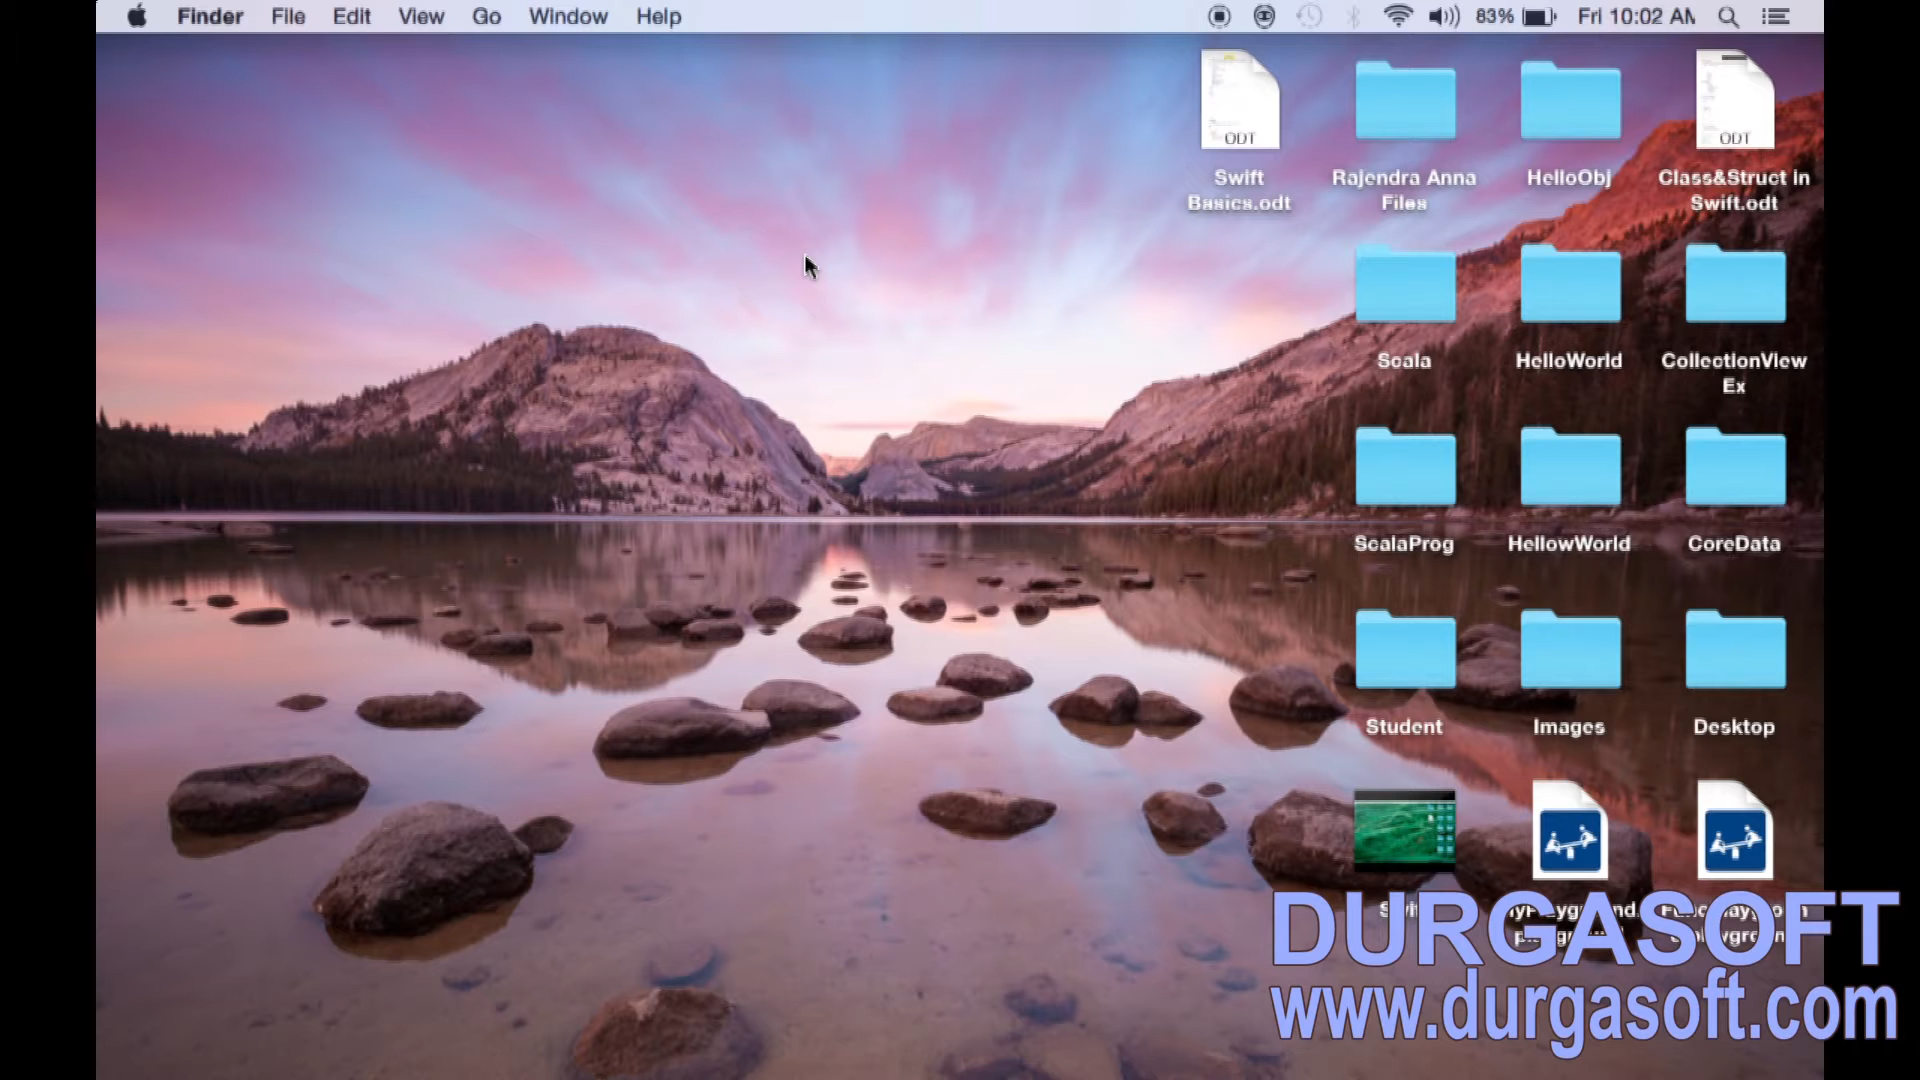 Finder File Edit View Go Window Help 83% Fri 10:02 AM
ODT
ODT
Swift
Basics.odt
Rajendra Anna
Files
HelloObj
Class&Struct in
Swift.odt
Scala
HelloWorld
CollectionView
Ex
ScalaProg
HellowWorld
CoreData
Student
Images
Desktop
DURGASOFT
www.durgasoft.com